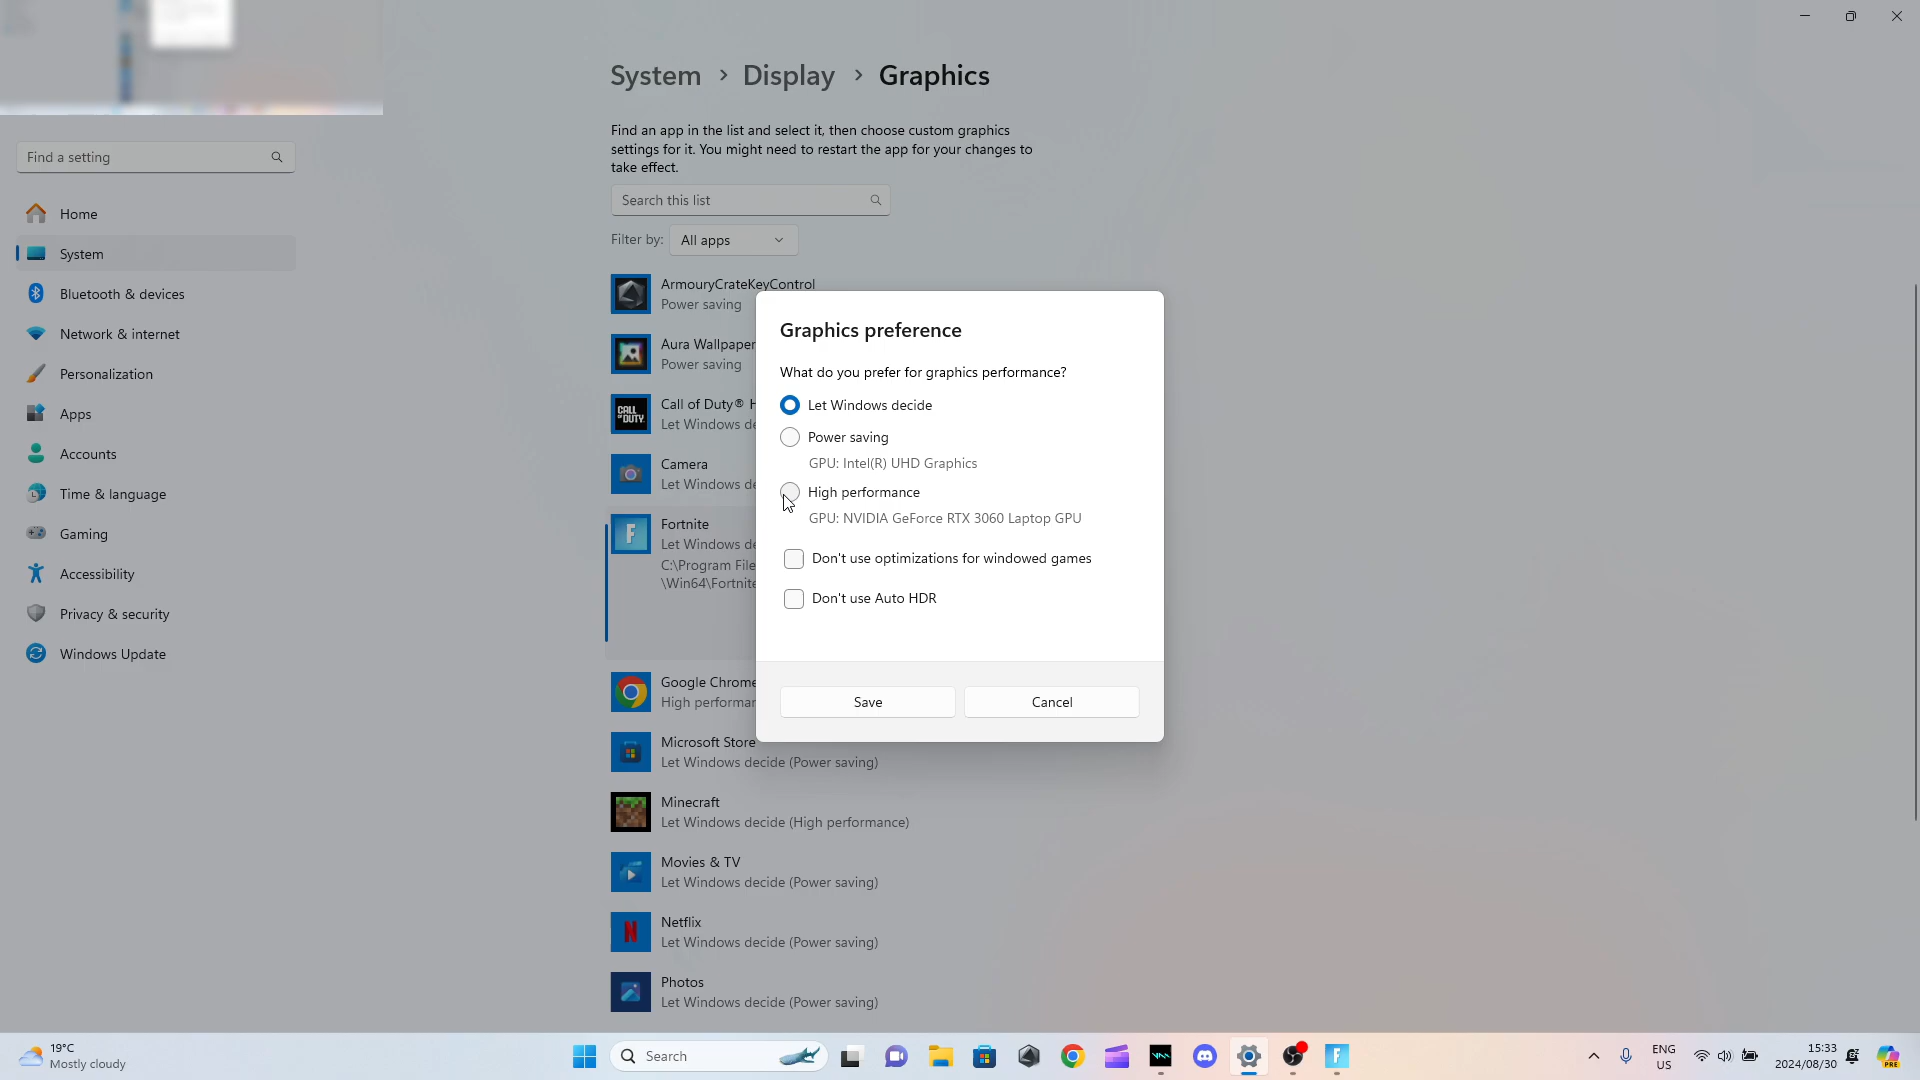 System > Display > Graphics
Find an app in the list and select it, then choose custom graphics
settings for it. You might need to restart the app for your changes to
take effect.
Find a setting
Search this list
Filter by: All apps
Home
System
Bluetooth & devices
Network & internet
Personalization
Apps
Accounts
Time & language
Gaming
Accessibility
Privacy & security
Windows Update
ArmouryCrateKeyControl
Power saving
Aura Wallpaper
Power saving
CALL OF DUTY
Call of Duty® H
Let Windows de
Camera
Let Windows de
Fortnite
Let Windows de
C:\Program File
\Win64\Fortnite
Google Chrome
High performan
Microsoft Store
Let Windows decide (Power saving)
Minecraft
Let Windows decide (High performance)
Movies & TV
Let Windows decide (Power saving)
Netflix
Let Windows decide (Power saving)
Photos
Let Windows decide (Power saving)
Graphics preference
What do you prefer for graphics performance?
Let Windows decide
Power saving
GPU: Intel(R) UHD Graphics
High performance
GPU: NVIDIA GeForce RTX 3060 Laptop GPU
Don't use optimizations for windowed games
Don't use Auto HDR
Save Cancel
19°C
Mostly cloudy
Search
ENG
US
15:33
2024/08/30
PRE